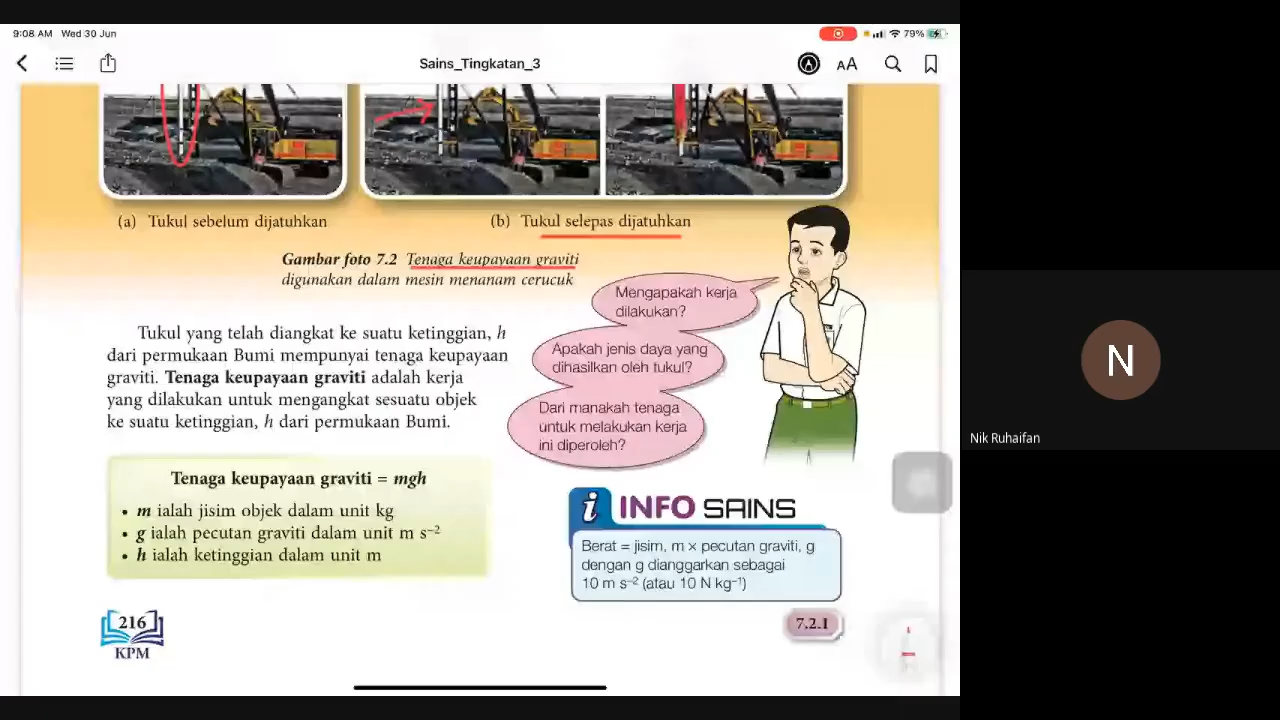 9:08 AM Wed 30 Jun
79%
AA
Sains_Tingkatan_3
(a) Tukul sebelum dijatuhkan
(b) Tukul selepas dijatuhkan
Gambar foto 7.2 Tenaga keupayaan graviti
digunakan dalam mesin menanam cerucuk
Mengapakah kerja
dilakukan?
Apakah jenis daya yang
dihasilkan oleh tukul?
Dari manakah tenaga
untuk melakukan kerja
ini diperoleh?
Tukul yang telah diangkat ke suatu ketinggian, h
dari permukaan Bumi mempunyai tenaga keupayaan
graviti. Tenaga keupayaan graviti adalah kerja
yang dilakukan untuk mengangkat sesuatu objek
ke suatu ketinggian, h dari permukaan Bumi.
Tenaga keupayaan graviti = mgh
• m ialah jisim objek dalam unit kg
• g ialah pecutan graviti dalam unit m s⁻²
• h ialah ketinggian dalam unit m
i INFO SAINS
Berat = jisim, m × pecutan graviti, g
dengan g dianggarkan sebagai
10 m s⁻² (atau 10 N kg⁻¹)
216
KPM
7.2.1
N
Nik Ruhaifan